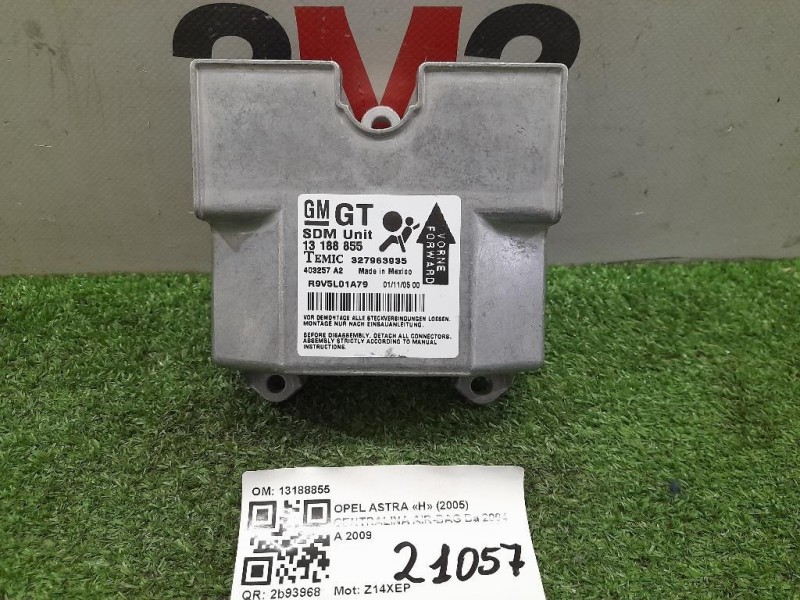 GM GT
SDM Unit
13 188 855
TEMIC 327963935
403257 A2 Made in Mexico
R9V5L01A79 01/11/05 00
VORNE
FORWARD
VOR DEMONTAGE ALLE STECKVERBINDUNGEN LOESEN.
MONTAGE NUR NACH EINBAUANLEITUNG.
BEFORE DISASSEMBLY, DETACH ALL CONNECTORS.
ASSEMBLY STRICTLY ACCORDING TO MANUAL
INSTRUCTIONS.
OM: 13188855
OPEL ASTRA «H» (2005)
CENTRALINA AIR-BAG Da 2004
A 2009
21057
QR: 2b93968 Mot: Z14XEP